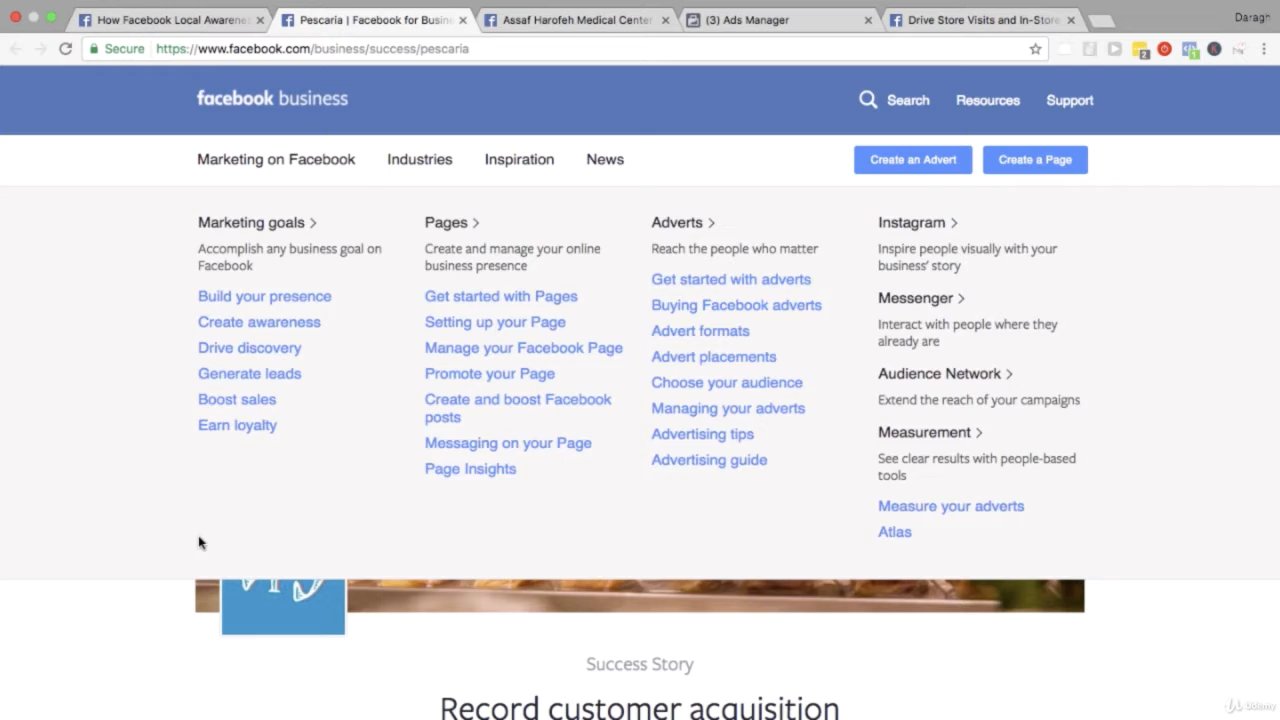 How Facebook Local Awarene
Pescaria | Facebook for Busin
Assaf Harofeh Medical Center
(3) Ads Manager
Drive Store Visits and In-Store
Daragh
Secure https://www.facebook.com/business/success/pescaria
2
1
facebook business
Search
Resources
Support
Marketing on Facebook
Industries
Inspiration
News
Create an Advert
Create a Page
Marketing goals >
Accomplish any business goal on
Facebook
Build your presence
Create awareness
Drive discovery
Generate leads
Boost sales
Earn loyalty
Pages >
Create and manage your online
business presence
Get started with Pages
Setting up your Page
Manage your Facebook Page
Promote your Page
Create and boost Facebook
posts
Messaging on your Page
Page Insights
Adverts >
Reach the people who matter
Get started with adverts
Buying Facebook adverts
Advert formats
Advert placements
Choose your audience
Managing your adverts
Advertising tips
Advertising guide
Instagram >
Inspire people visually with your
business' story
Messenger >
Interact with people where they
already are
Audience Network >
Extend the reach of your campaigns
Measurement >
See clear results with people-based
tools
Measure your adverts
Atlas
Success Story
Record customer acquisition
Udemy